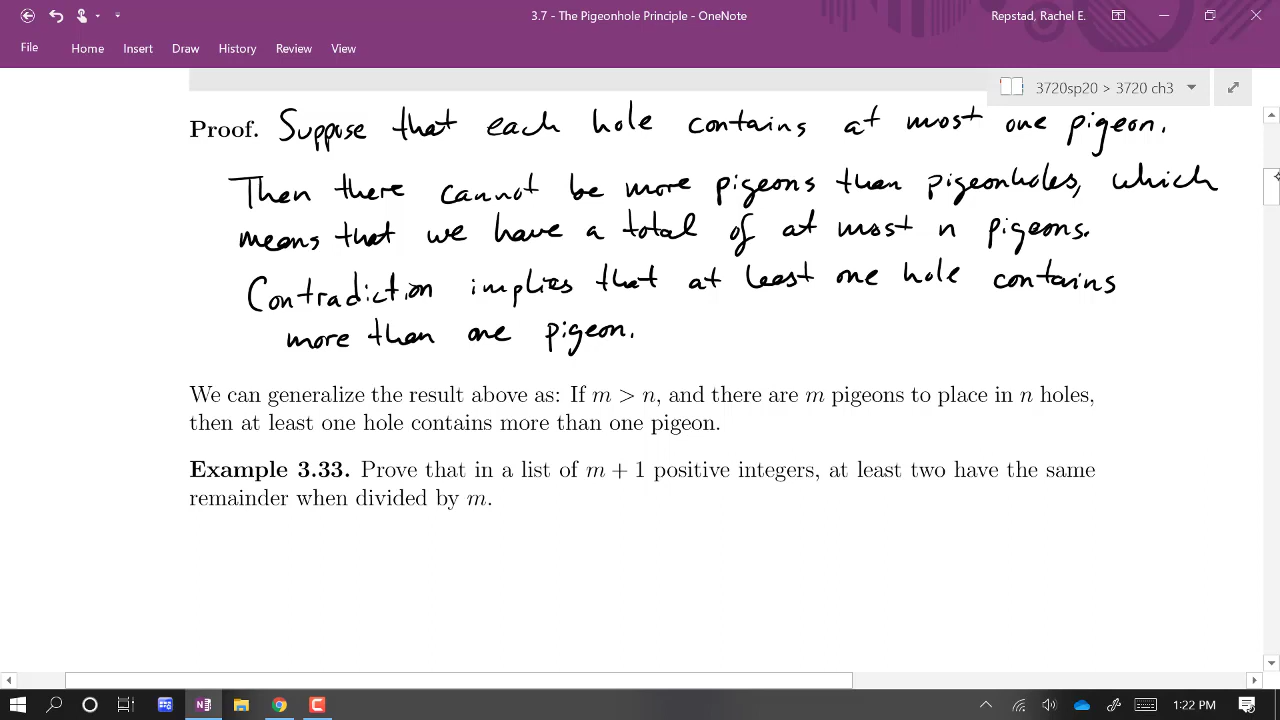 3.7 - The Pigeonhole Principle - OneNote
Repstad, Rachel E.
File Home Insert Draw History Review View
3720sp20 > 3720 ch3
Proof. Suppose that each hole contains at most one pigeon.
Then there cannot be more pigeons than pigeonholes, which
means that we have a total of at most n pigeons.
Contradiction implies that at least one hole contains
more than one pigeon.
We can generalize the result above as: If m > n, and there are m pigeons to place in n holes,
then at least one hole contains more than one pigeon.
Example 3.33. Prove that in a list of m + 1 positive integers, at least two have the same
remainder when divided by m.
1:22 PM